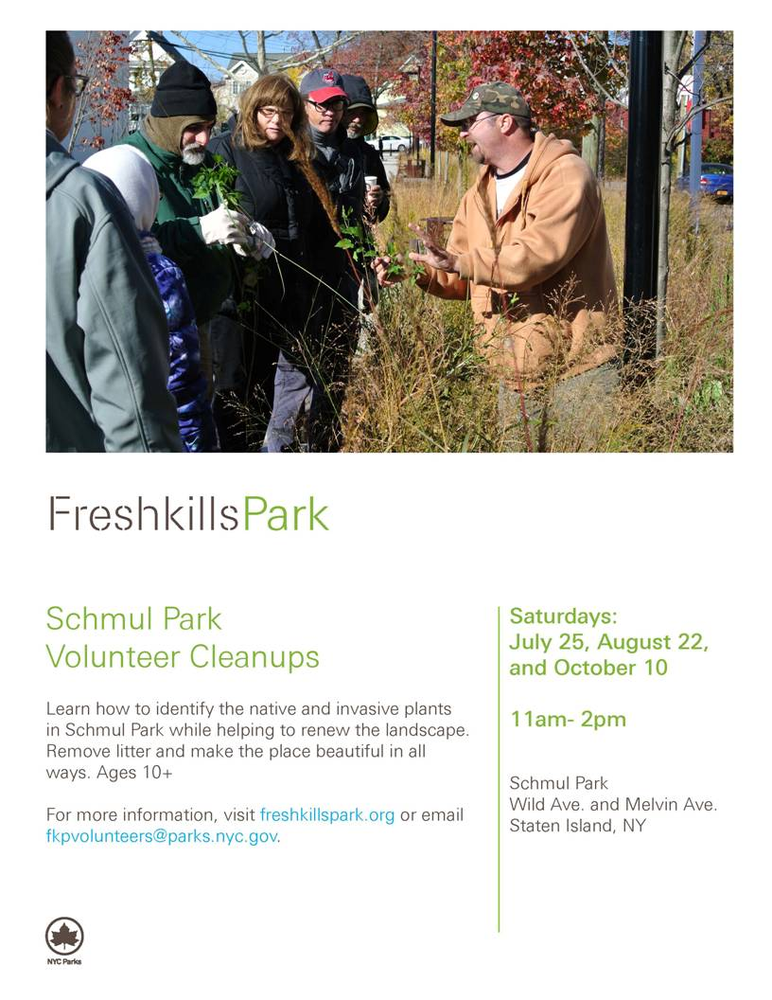 FreshkillsPark
Schmul Park
Volunteer Cleanups
Learn how to identify the native and invasive plants
in Schmul Park while helping to renew the landscape.
Remove litter and make the place beautiful in all
ways. Ages 10+
For more information, visit freshkillspark.org or email
fkpvolunteers@parks.nyc.gov.
Saturdays:
July 25, August 22,
and October 10
11am- 2pm
Schmul Park
Wild Ave. and Melvin Ave.
Staten Island, NY
NYC Parks